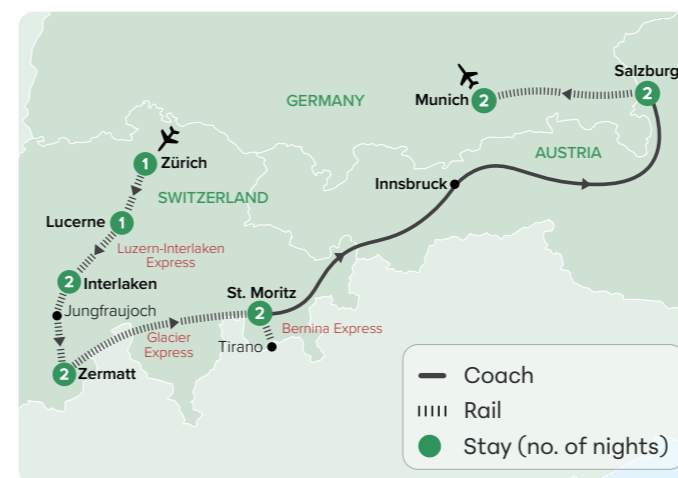 Salzburg
2
GERMANY
Munich
2
AUSTRIA
1
Zürich
Innsbruck
SWITZERLAND
Lucerne
1
Luzern-Interlaken
Express
2
Interlaken
St. Moritz
2
Jungfraujoch
Bernina Express
Glacier
Express
Tirano
2
Zermatt
Coach
Rail
Stay (no. of nights)